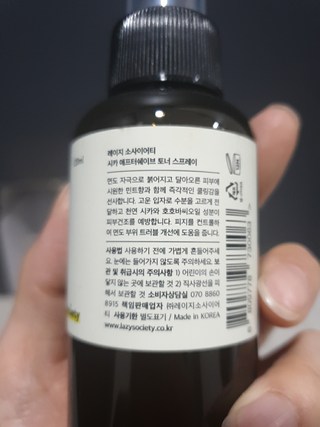 레이지 소사이어티
시카 애프터쉐이브 토너 스프레이
면도 자극으로 붉어지고 달아오른 피부에
시원한 민트향과 함께 즉각적인 쿨링감을
선사합니다. 고운 입자로 수분을 고르게 전
달하고 천연 시카와 호호바씨오일 성분이
피부건조를 예방합니다. 피지를 컨트롤하
여 면도 부위 트러블 개선에 도움을 줍니다.
사용법 사용하기 전에 가볍게 흔들어주세
요. 눈에는 들어가지 않도록 주의하세요. 보
관 및 취급시의 주의사항 1) 어린이의 손이
닿지 않는 곳에 보관할 것 2) 직사광선을 피
해서 보관할 것 소비자상담실 070 8860
8915 책임판매업자 ㈜레이지소사이어
티 사용기한 별도표기 / Made in KOREA
www.lazysociety.co.kr